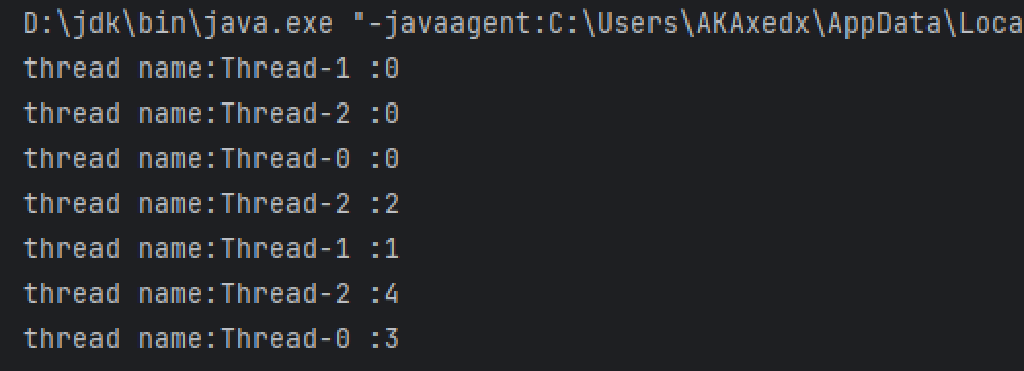 D:\jdk\bin\java.exe "-javaagent:C:\Users\AKAxedx\AppData\Loca
thread name:Thread-1 :0
thread name:Thread-2 :0
thread name:Thread-0 :0
thread name:Thread-2 :2
thread name:Thread-1 :1
thread name:Thread-2 :4
thread name:Thread-0 :3